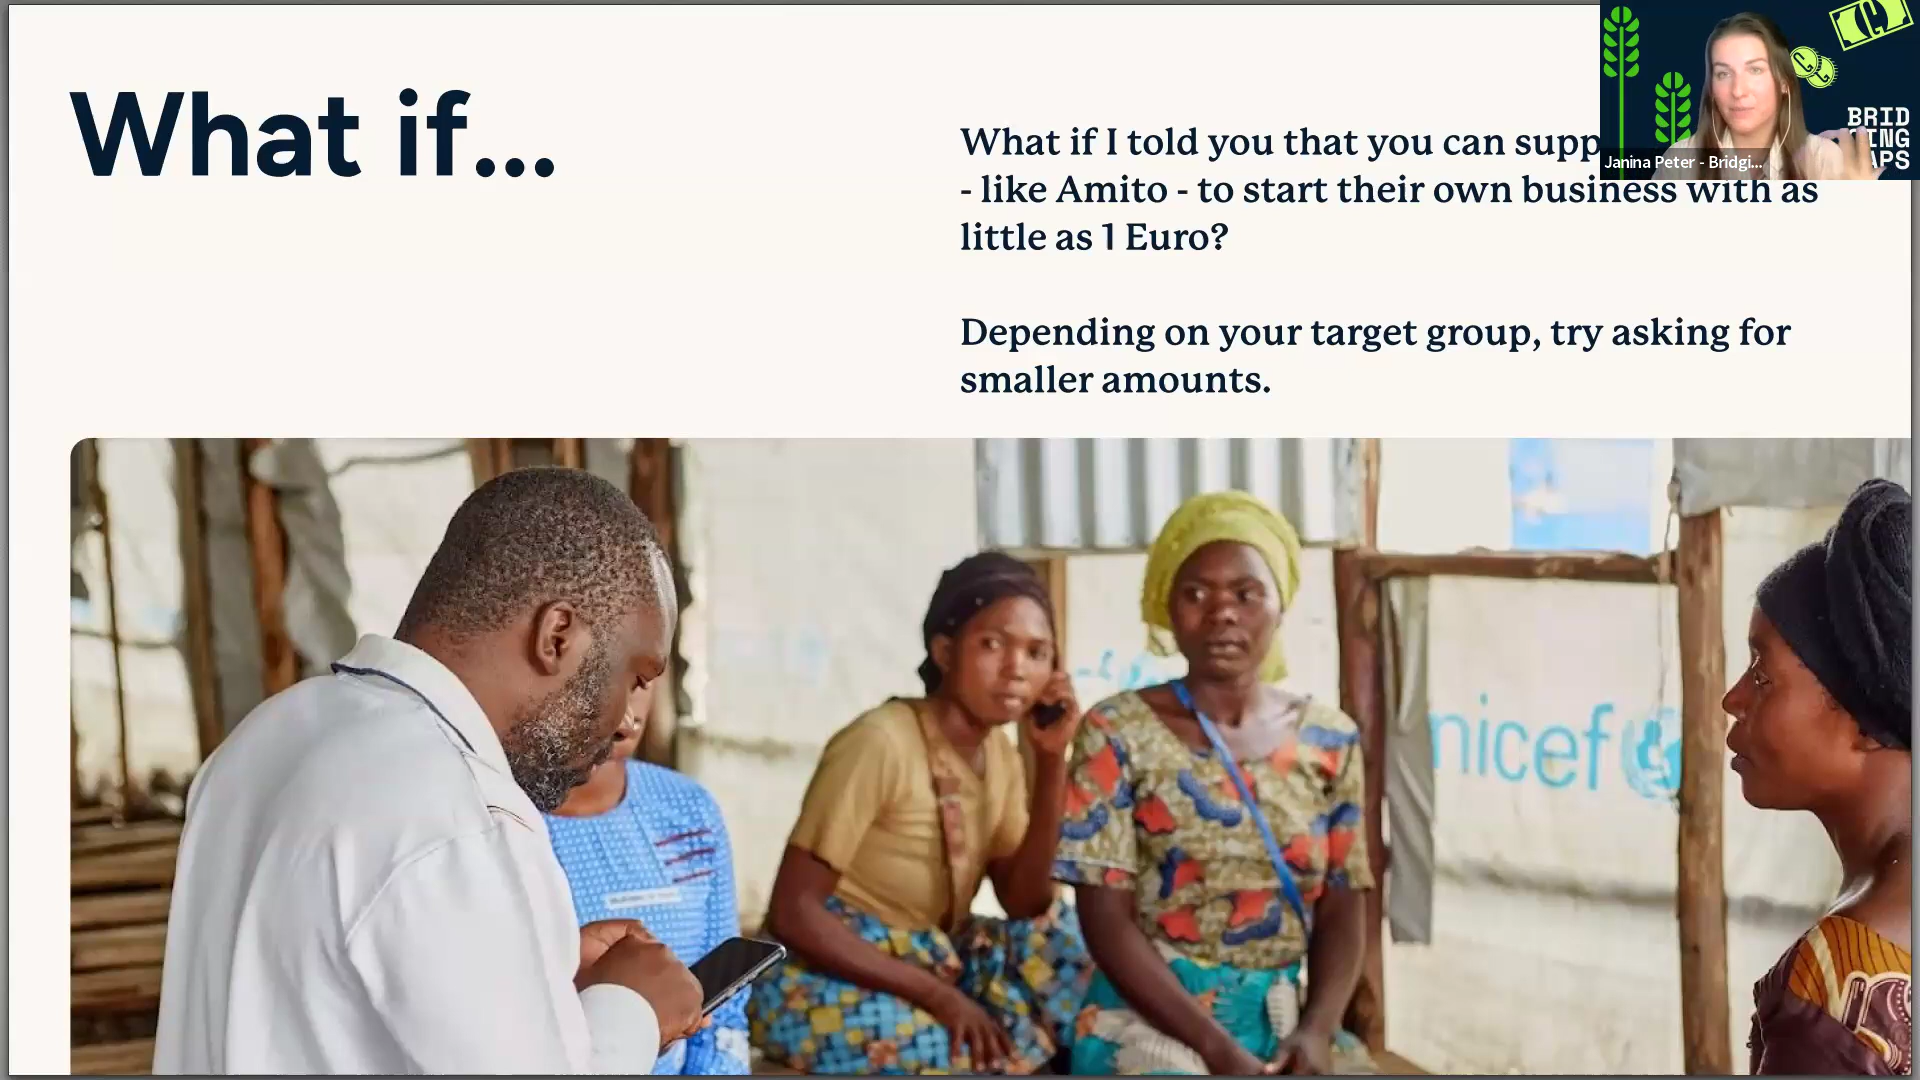 What if...
What if I told you that you can supp
- like Amito - to start their own business with as
little as 1 Euro?
Depending on your target group, try asking for
smaller amounts.
Janina Peter - Bridgi...
BRID
GING
APS
nicef